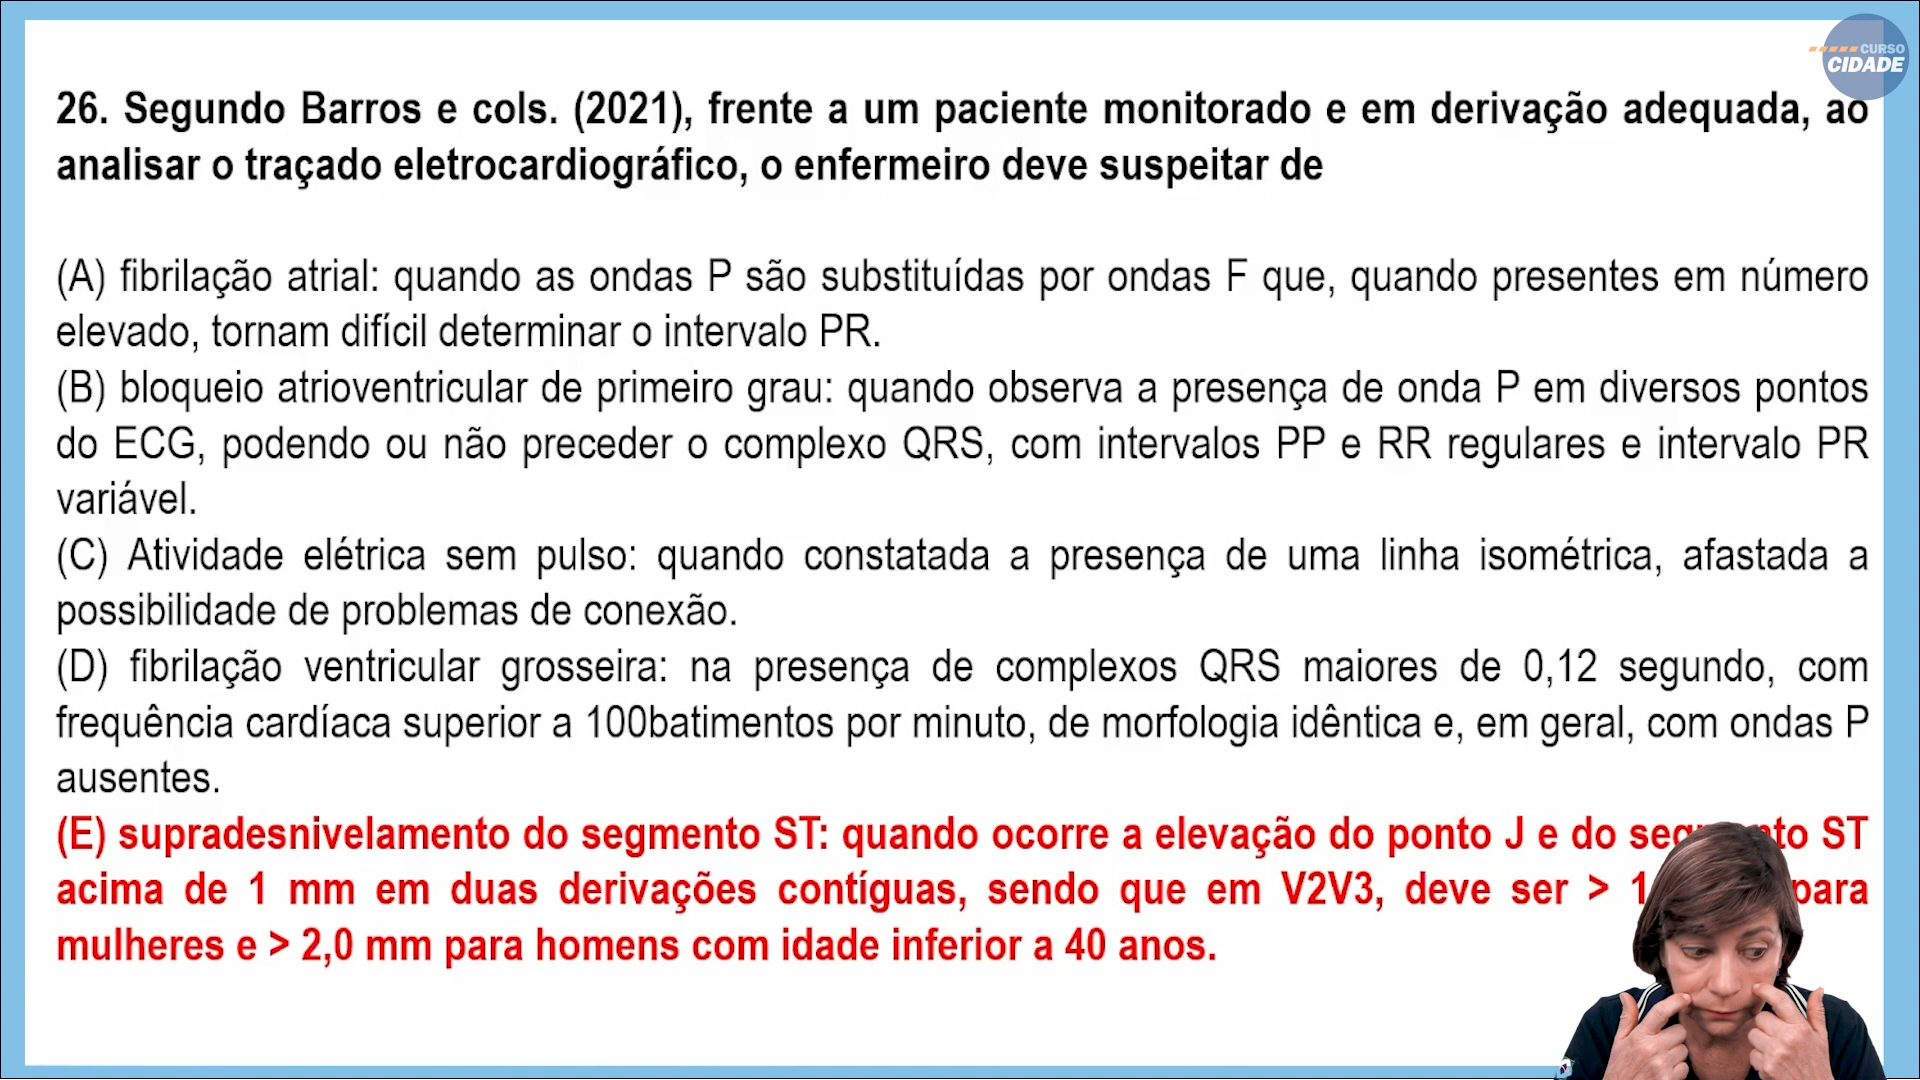 CURSO
CIDADE
26. Segundo Barros e cols. (2021), frente a um paciente monitorado e em derivação adequada, ao
analisar o traçado eletrocardiográfico, o enfermeiro deve suspeitar de
(A) fibrilação atrial: quando as ondas P são substituídas por ondas F que, quando presentes em número
elevado, tornam difícil determinar o intervalo PR.
(B) bloqueio atrioventricular de primeiro grau: quando observa a presença de onda P em diversos pontos
do ECG, podendo ou não preceder o complexo QRS, com intervalos PP e RR regulares e intervalo PR
variável.
(C) Atividade elétrica sem pulso: quando constatada a presença de uma linha isométrica, afastada a
possibilidade de problemas de conexão.
(D) fibrilação ventricular grosseira: na presença de complexos QRS maiores de 0,12 segundo, com
frequência cardíaca superior a 100batimentos por minuto, de morfologia idêntica e, em geral, com ondas P
ausentes.
(E) supradesnivelamento do segmento ST: quando ocorre a elevação do ponto J e do ST
acima de 1 mm em duas derivações contíguas, sendo que em V2V3, deve ser > para
mulheres e > 2,0 mm para homens com idade inferior a 40 anos.